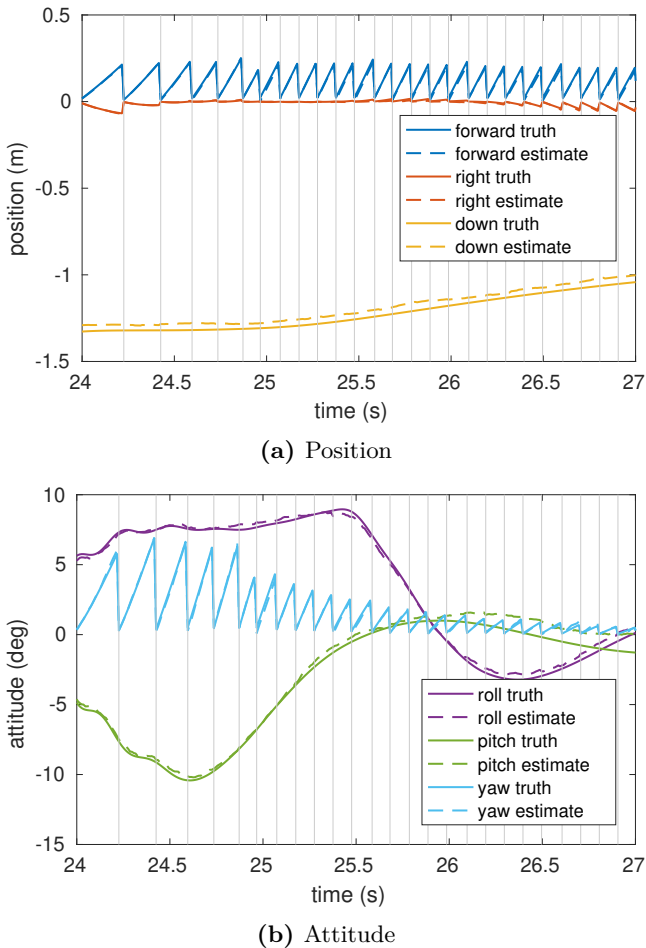 0.5
0
-0.5
-1
-1.5
position (m)
24
24.5
25
25.5
26
26.5
27
time (s)
forward truth
forward estimate
right truth
right estimate
down truth
down estimate
(a) Position
10
5
0
-5
-10
-15
attitude (deg)
24
24.5
25
25.5
26
26.5
27
time (s)
roll truth
roll estimate
pitch truth
pitch estimate
yaw truth
yaw estimate
(b) Attitude